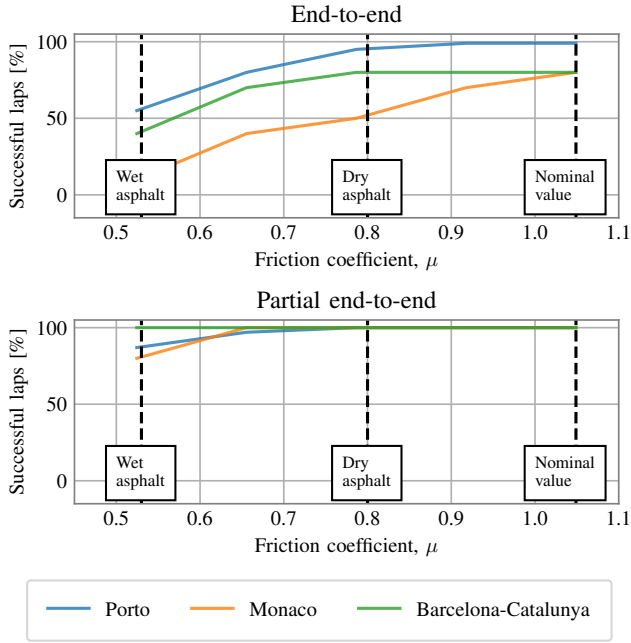 End-to-end
Successful laps [%]
100
50
0
Wet
asphalt
Dry
asphalt
Nominal
value
0.5 0.6 0.7 0.8 0.9 1.0 1.1
Friction coefficient, μ
Partial end-to-end
Successful laps [%]
100
50
0
Wet
asphalt
Dry
asphalt
Nominal
value
0.5 0.6 0.7 0.8 0.9 1.0 1.1
Friction coefficient, μ
Porto Monaco Barcelona-Catalunya